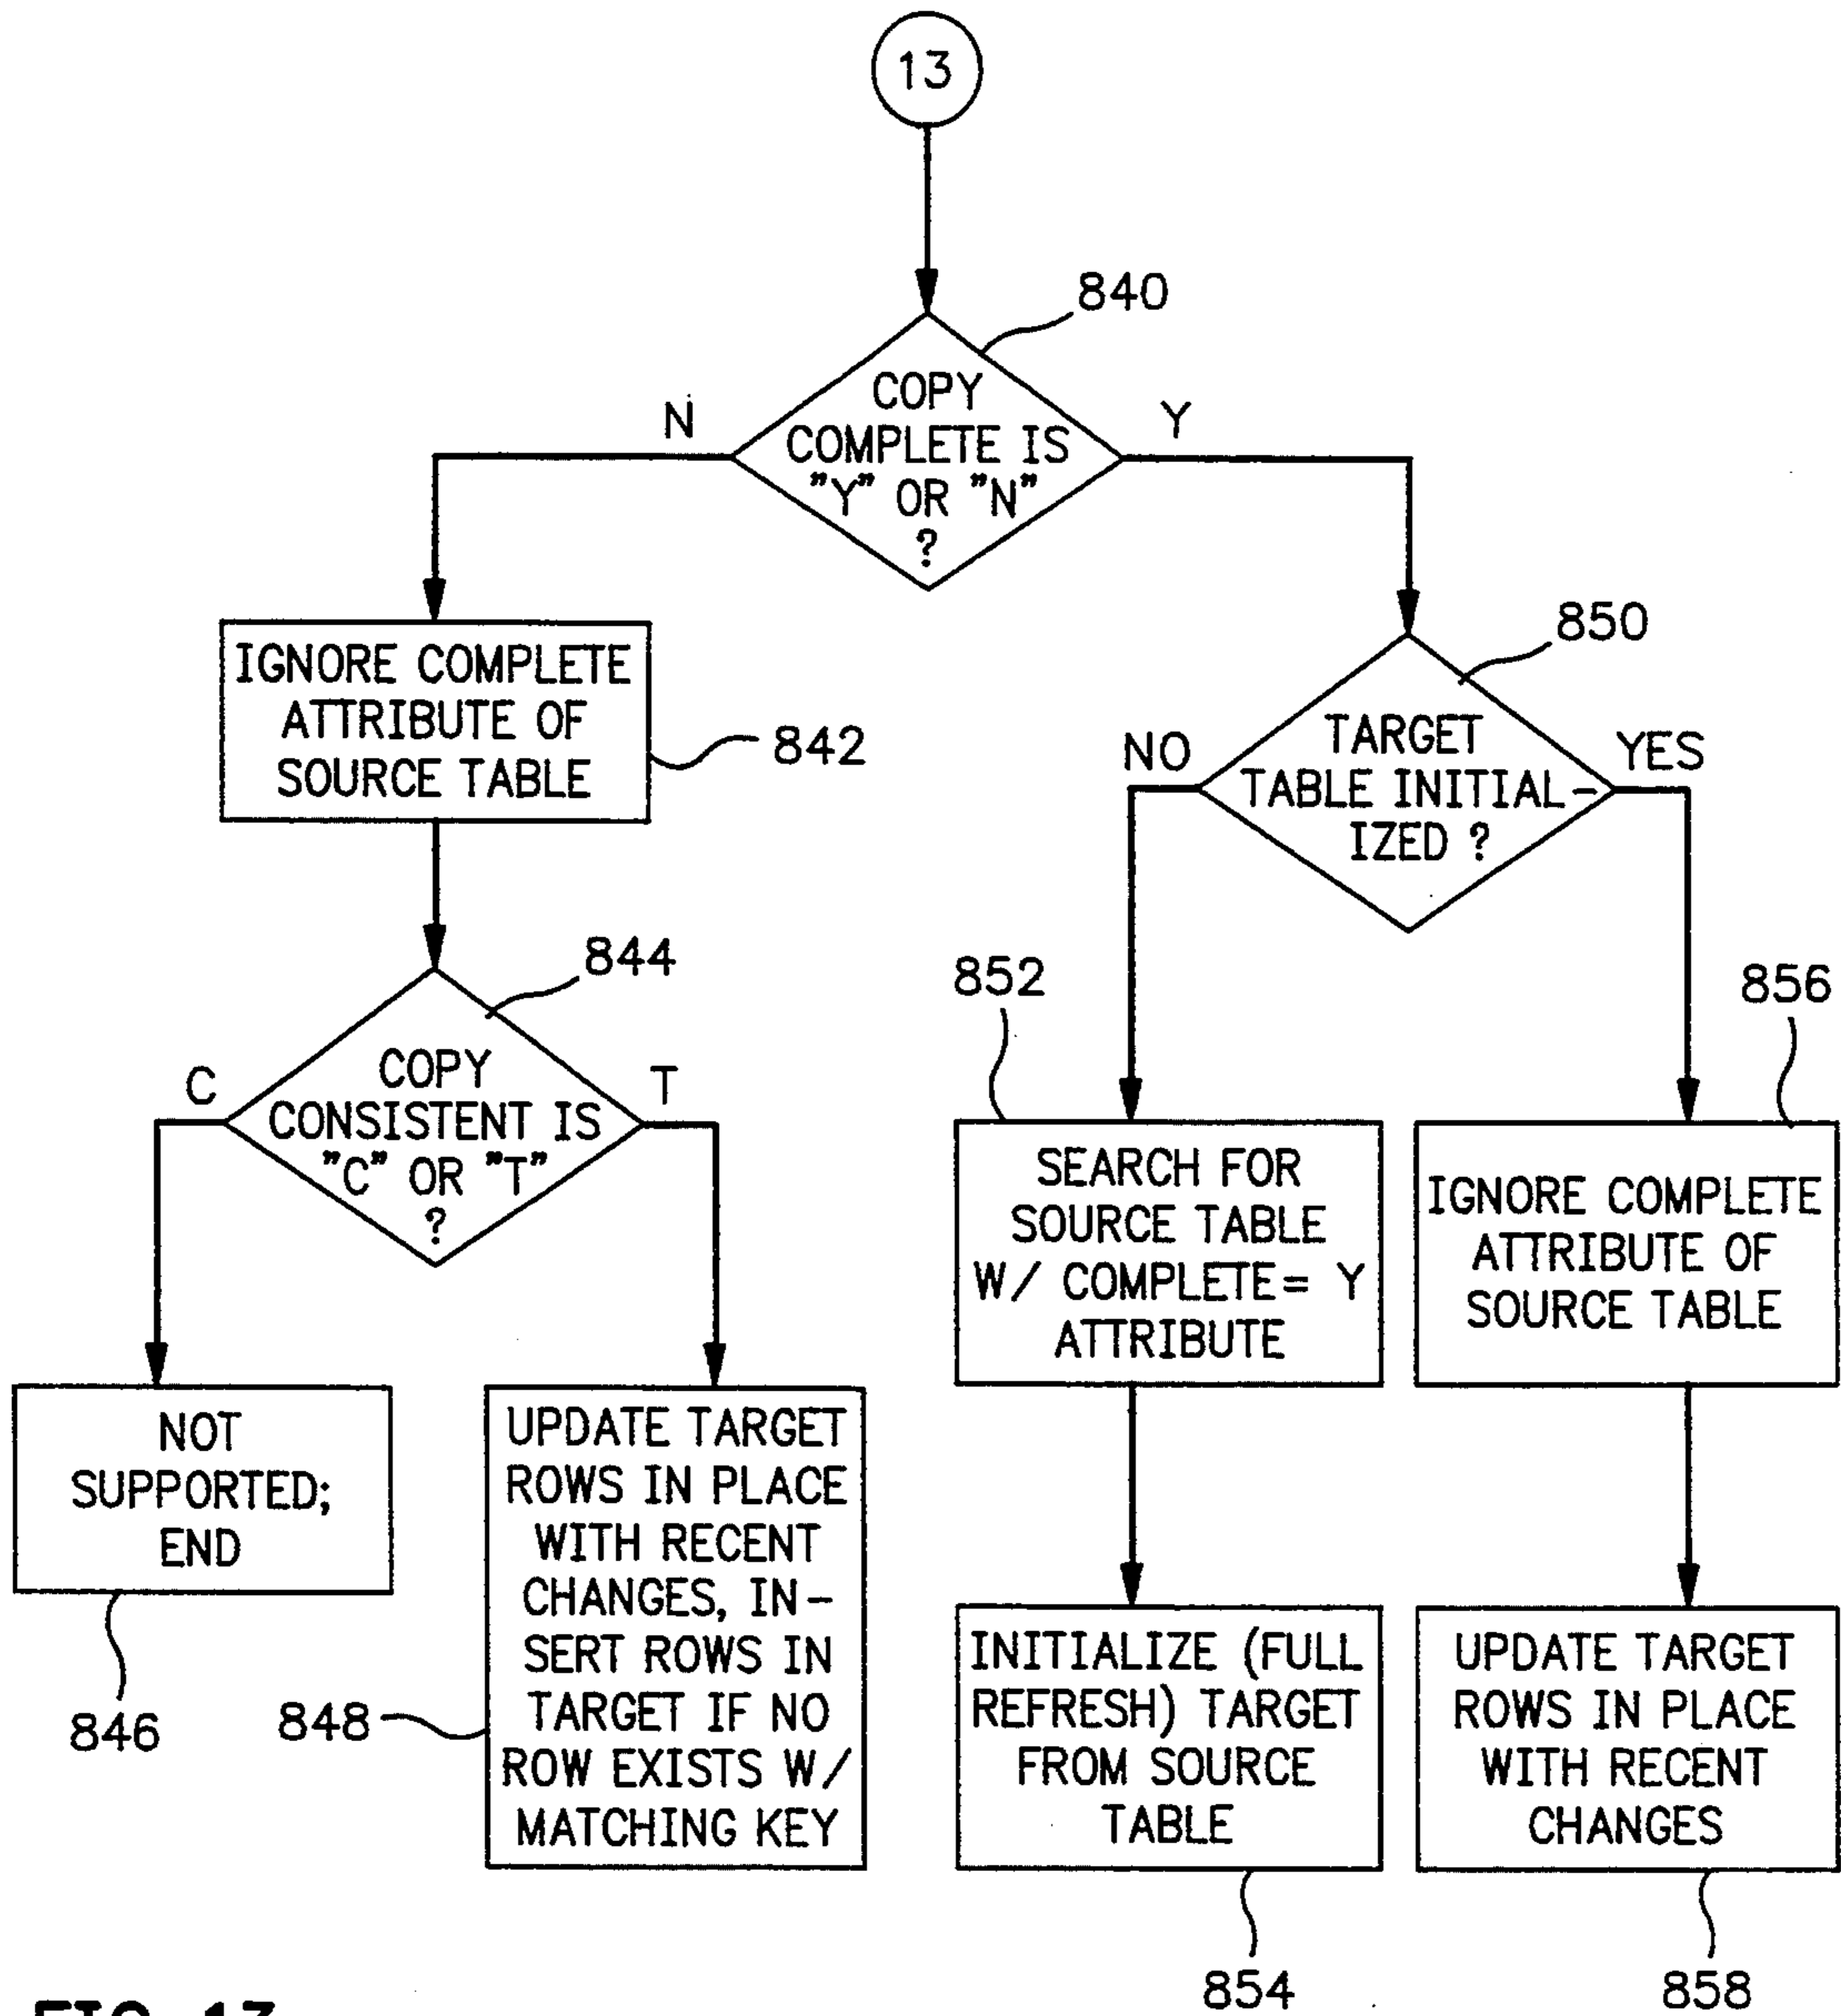 13
840
COPY
COMPLETE IS
"Y" OR "N"
?
N
Y
IGNORE COMPLETE
ATTRIBUTE OF
SOURCE TABLE
842
850
TARGET
TABLE INITIAL-
IZED ?
NO
YES
844
COPY
CONSISTENT IS
"C" OR "T"
?
C
T
852
SEARCH FOR
SOURCE TABLE
W/ COMPLETE= Y
ATTRIBUTE
856
IGNORE COMPLETE
ATTRIBUTE OF
SOURCE TABLE
NOT
SUPPORTED;
END
846
UPDATE TARGET
ROWS IN PLACE
WITH RECENT
CHANGES, IN-
SERT ROWS IN
TARGET IF NO
ROW EXISTS W/
MATCHING KEY
848
INITIALIZE (FULL
REFRESH) TARGET
FROM SOURCE
TABLE
854
UPDATE TARGET
ROWS IN PLACE
WITH RECENT
CHANGES
858
FIG. 13